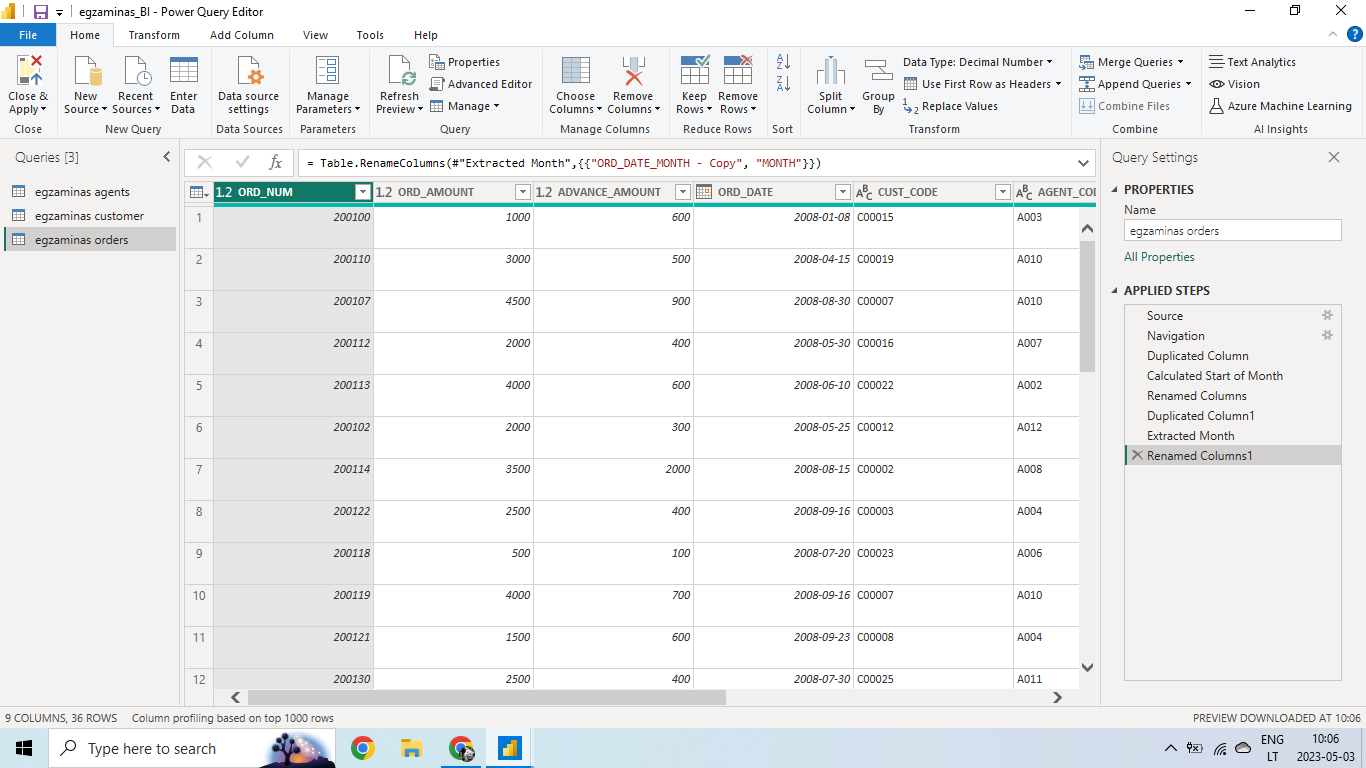 egzaminas_BI - Power Query Editor
File Home Transform Add Column View Tools Help
Close & Apply
Close
New Source
Recent Sources
Enter Data
New Query
Data source settings
Data Sources
Manage Parameters
Parameters
Refresh Preview
Properties
Advanced Editor
Manage
Query
Choose Columns
Remove Columns
Manage Columns
Keep Rows
Remove Rows
Reduce Rows
Sort
Split Column
Group By
Data Type: Decimal Number
Use First Row as Headers
Replace Values
Transform
Merge Queries
Append Queries
Combine Files
Combine
Text Analytics
Vision
Azure Machine Learning
AI Insights
Queries [3]
egzaminas agents
egzaminas customer
egzaminas orders
= Table.RenameColumns(#"Extracted Month",{{"ORD_DATE_MONTH - Copy", "MONTH"}})
1.2 ORD_NUM 1.2 ORD_AMOUNT 1.2 ADVANCE_AMOUNT ORD_DATE ABC CUST_CODE ABC AGENT_COD
1 200100 1000 600 2008-01-08 C00015 A003
2 200110 3000 500 2008-04-15 C00019 A010
3 200107 4500 900 2008-08-30 C00007 A010
4 200112 2000 400 2008-05-30 C00016 A007
5 200113 4000 600 2008-06-10 C00022 A002
6 200102 2000 300 2008-05-25 C00012 A012
7 200114 3500 2000 2008-08-15 C00002 A008
8 200122 2500 400 2008-09-16 C00003 A004
9 200118 500 100 2008-07-20 C00023 A006
10 200119 4000 700 2008-09-16 C00007 A010
11 200121 1500 600 2008-09-23 C00008 A004
12 200130 2500 400 2008-07-30 C00025 A011
Query Settings
PROPERTIES
Name
egzaminas orders
All Properties
APPLIED STEPS
Source
Navigation
Duplicated Column
Calculated Start of Month
Renamed Columns
Duplicated Column1
Extracted Month
Renamed Columns1
9 COLUMNS, 36 ROWS Column profiling based on top 1000 rows
PREVIEW DOWNLOADED AT 10:06
Type here to search
ENG
LT
10:06
2023-05-03